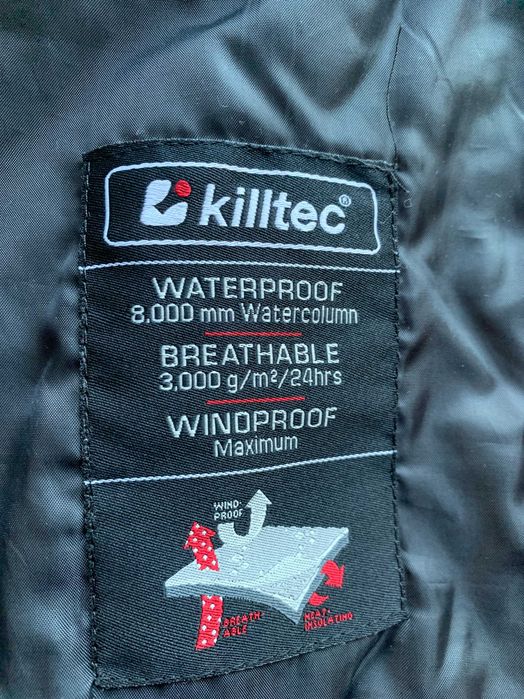 killtec®
WATERPROOF
8.000 mm Watercolumn
BREATHABLE
3.000 g/m²/24hrs
WINDPROOF
Maximum
WIND-
PROOF
BREATH-
ABLE
HEAT-
INSULATING